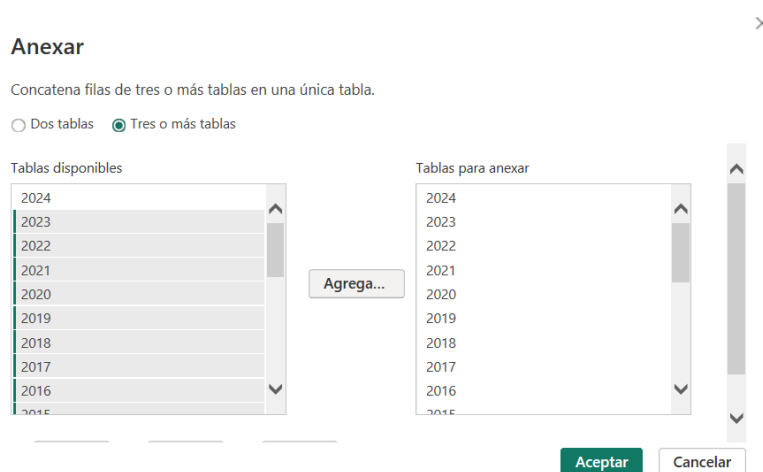 Anexar
Concatena filas de tres o más tablas en una única tabla.
Dos tablas
Tres o más tablas
Tablas disponibles
2024
2023
2022
2021
2020
2019
2018
2017
2016
2015
Agrega...
Tablas para anexar
2024
2023
2022
2021
2020
2019
2018
2017
2016
2015
Aceptar
Cancelar